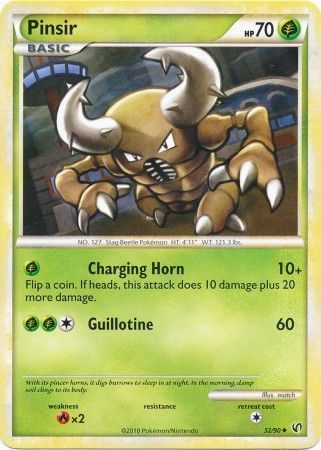 Pinsir
HP 70
BASIC
NO. 127 Stag Beetle Pokémon HT: 4'11" WT: 121.3 lbs.
Charging Horn 10+
Flip a coin. If heads, this attack does 10 damage plus 20
more damage.
Guillotine 60
With its pincer horns, it digs burrows to sleep in at night. In the morning, damp
soil clings to its body.
Illus. match
weakness resistance retreat cost
×2
©2010 Pokémon/Nintendo
32/90